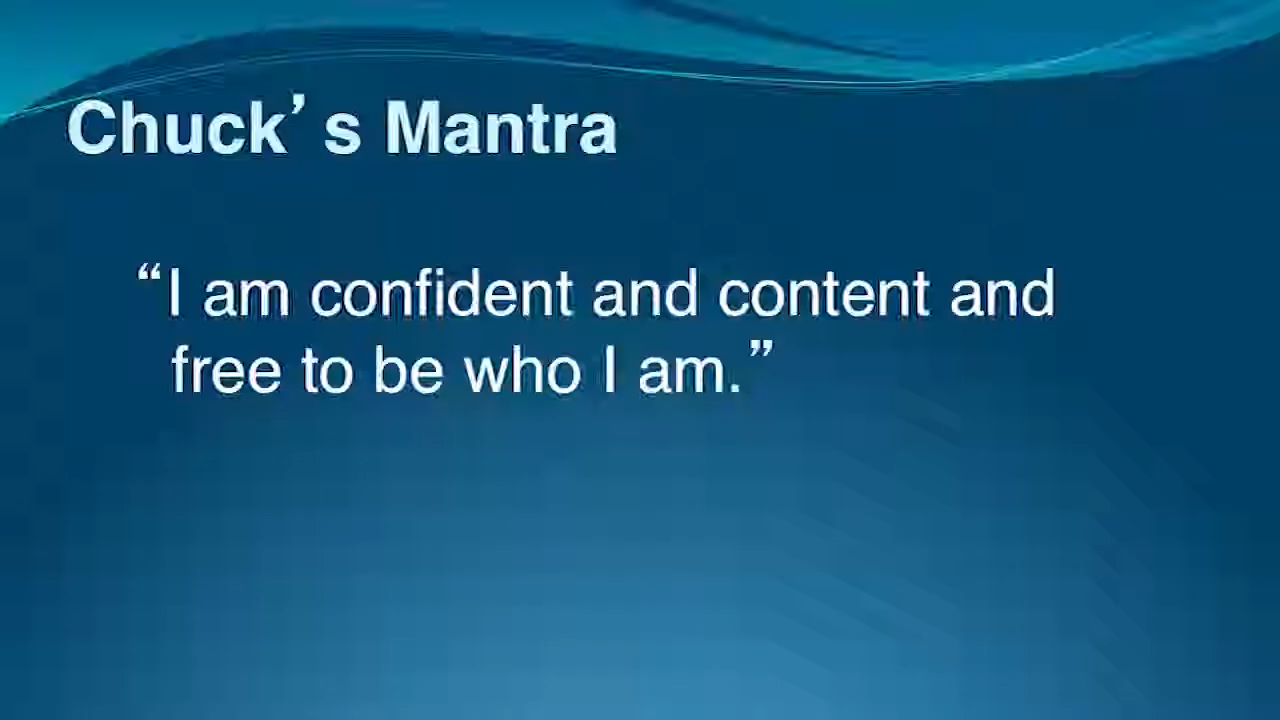 Chuck’s Mantra
“I am confident and content and
free to be who I am.”